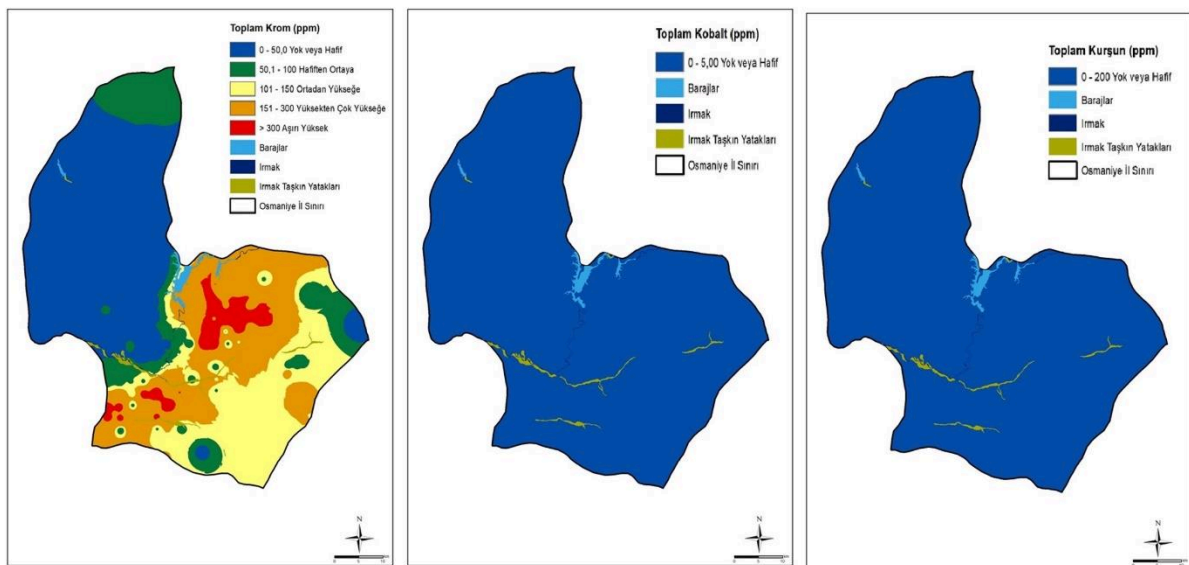 Toplam Krom (ppm)
0 - 50,0 Yok veya Hafif
50,1 - 100 Hafiften Ortaya
101 - 150 Ortadan Yükseğe
151 - 300 Yüksekten Çok Yükseğe
> 300 Aşırı Yüksek
Barajlar
Irmak
Irmak Taşkın Yatakları
Osmaniye İl Sınırı
N
Toplam Kobalt (ppm)
0 - 5,00 Yok veya Hafif
Barajlar
Irmak
Irmak Taşkın Yatakları
Osmaniye İl Sınırı
N
Toplam Kurşun (ppm)
0 - 200 Yok veya Hafif
Barajlar
Irmak
Irmak Taşkın Yatakları
Osmaniye İl Sınırı
N